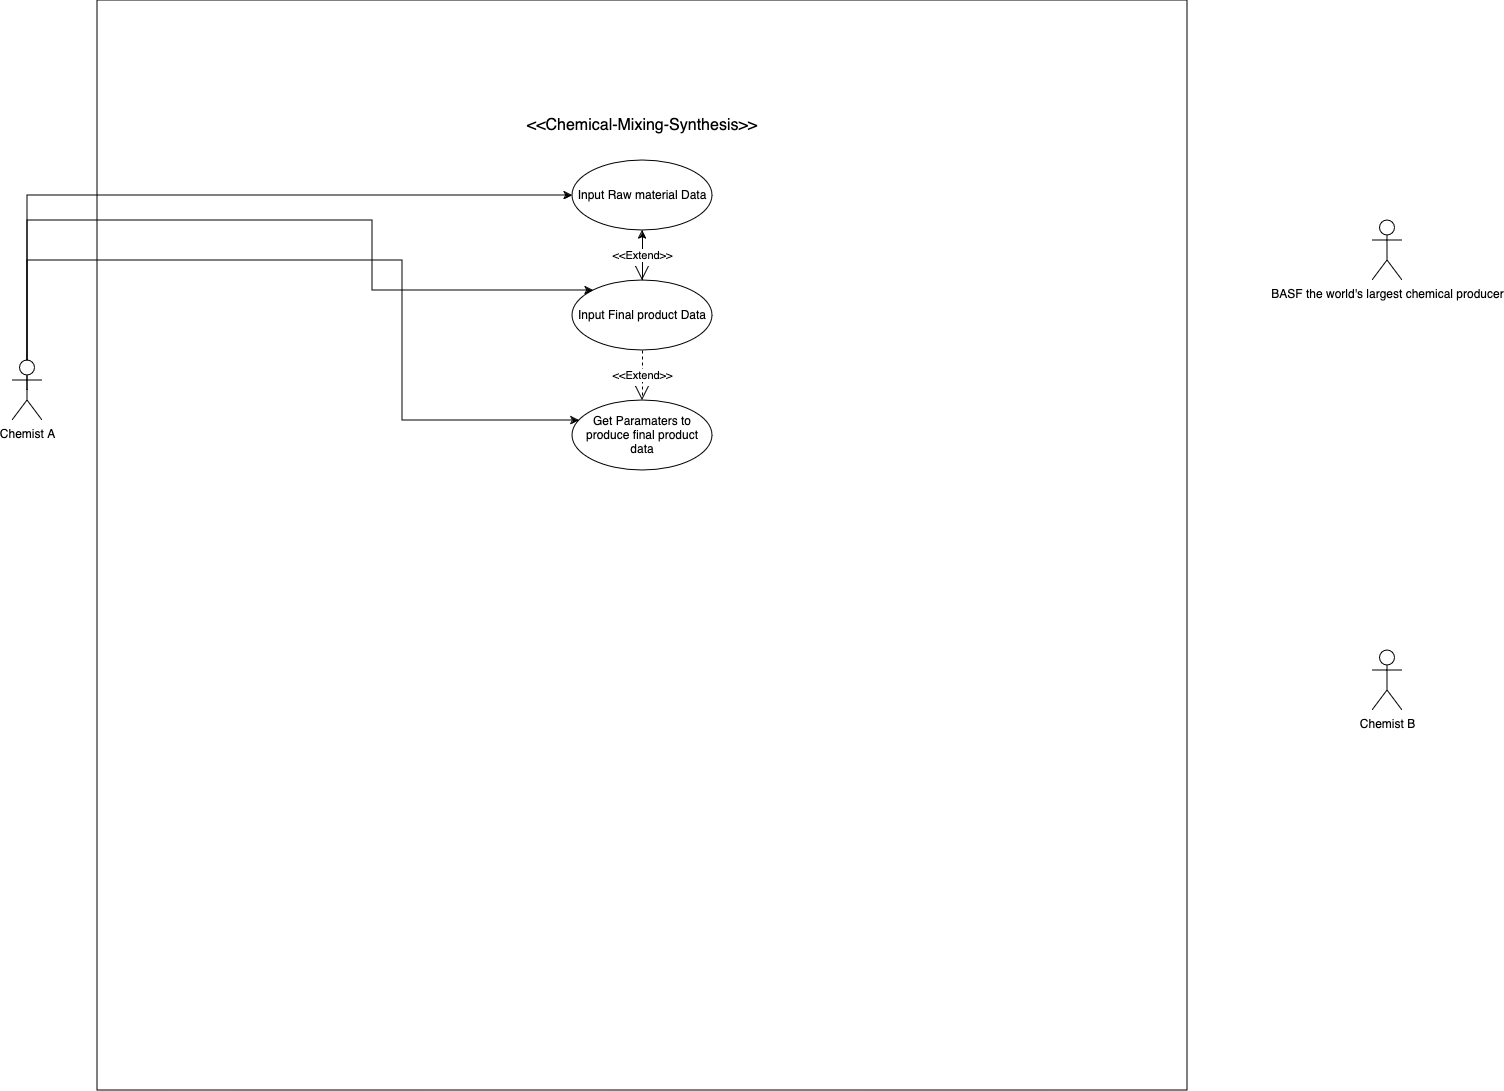 <<Chemical-Mixing-Synthesis>>
Input Raw material Data
<<Extend>>
Input Final product Data
<<Extend>>
Get Paramaters to
produce final product
data
Chemist A
BASF the world's largest chemical producer
Chemist B